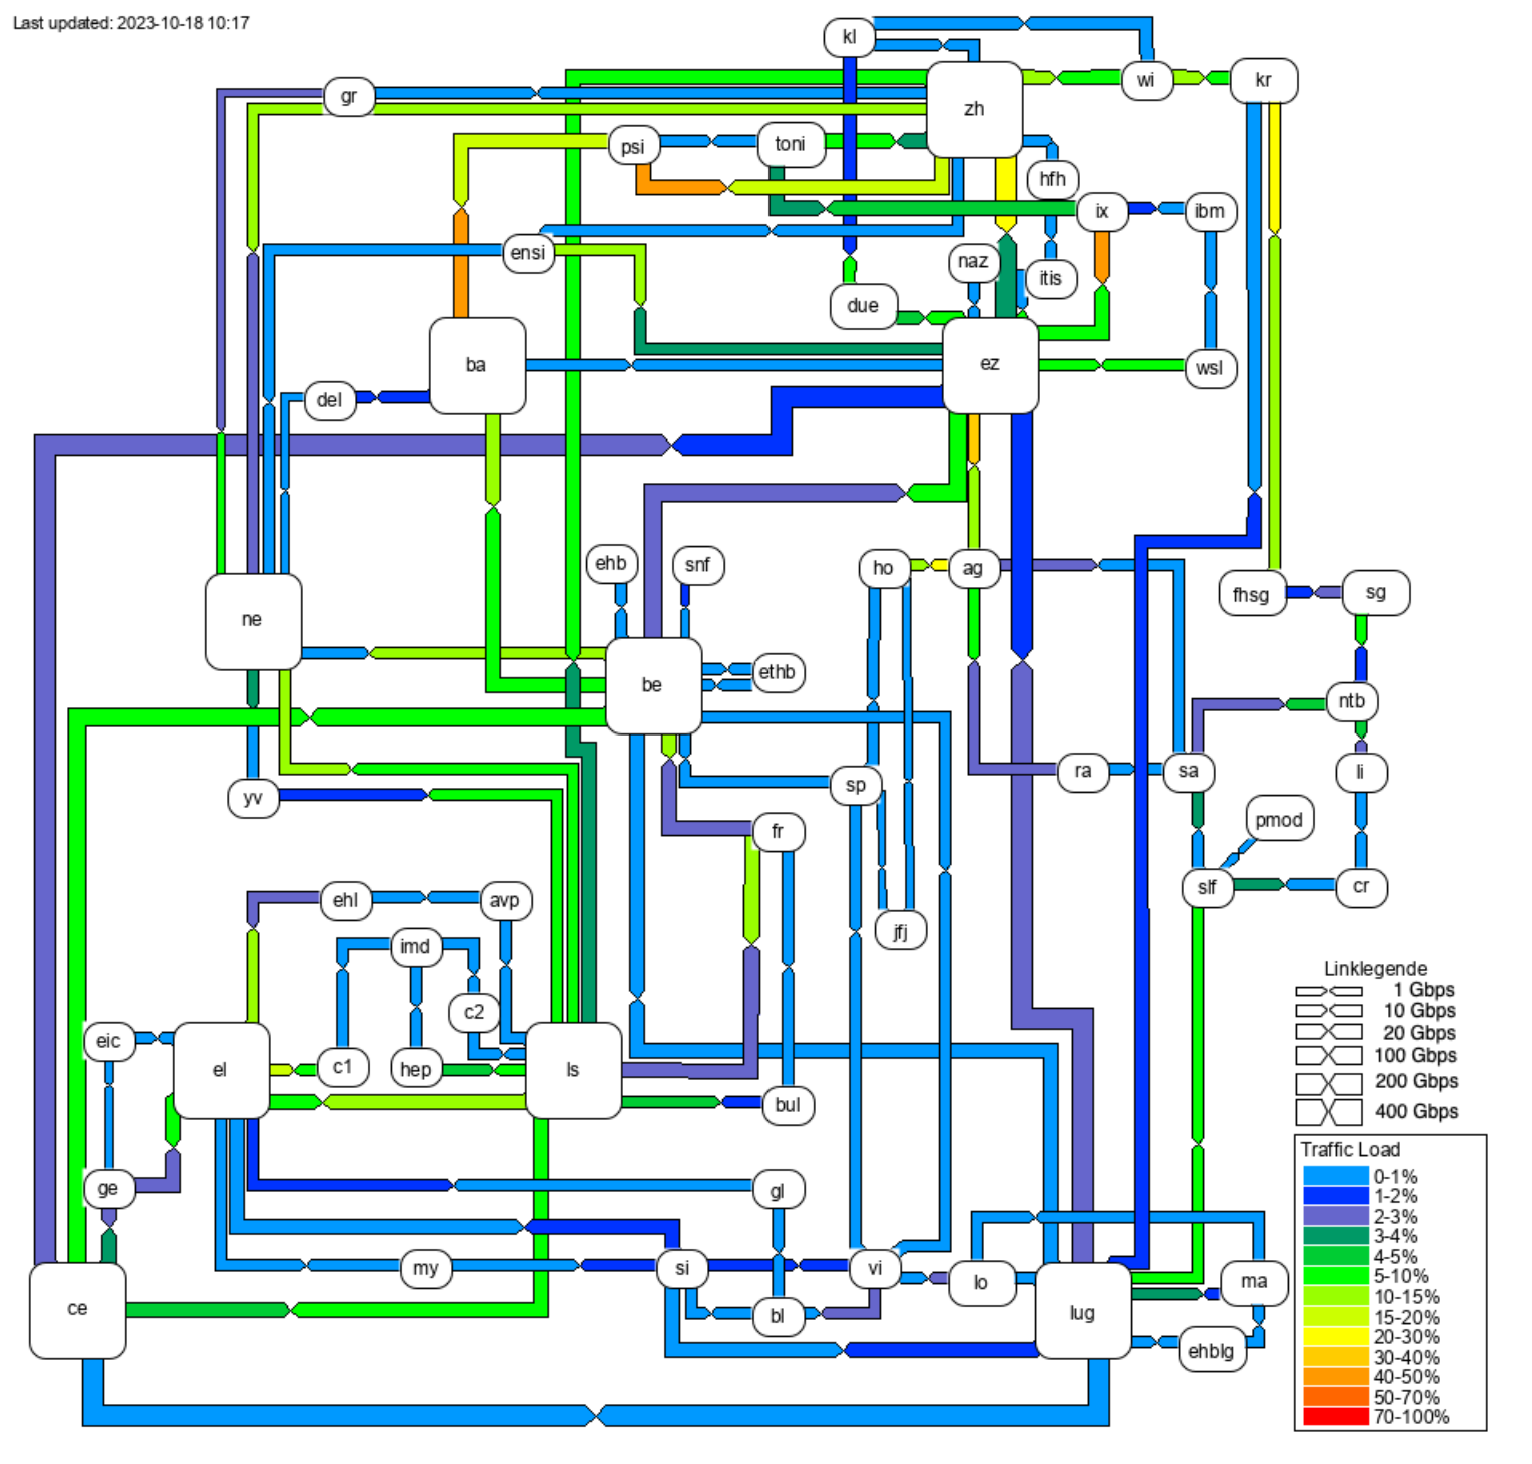 Last updated: 2023-10-18 10:17
kl
wi
kr
gr
zh
psi
toni
hfh
ix
ibm
ensi
naz
itis
due
ba
ez
wsl
del
ehb
snf
ho
ag
fhsg
sg
ne
be
ethb
ntb
yv
sp
ra
sa
li
fr
pmod
ehl
avp
slf
cr
imd
jfj
c2
Linklegende
1 Gbps
10 Gbps
20 Gbps
100 Gbps
200 Gbps
400 Gbps
eic
el
c1
hep
ls
bul
Traffic Load
0-1%
1-2%
2-3%
3-4%
4-5%
5-10%
10-15%
15-20%
20-30%
30-40%
40-50%
50-70%
70-100%
ge
gl
my
si
vi
lo
ma
ce
bl
lug
ehblg